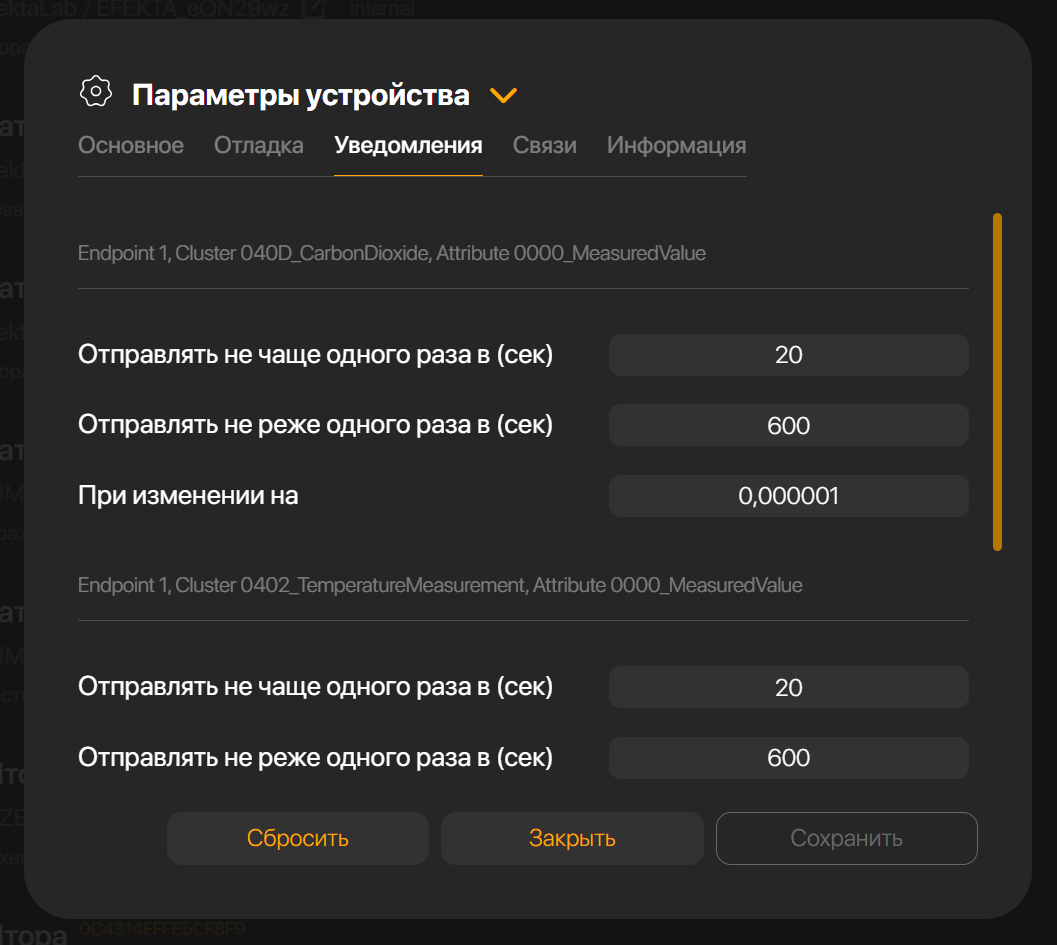 EFEKTA_eON29wz
Internal
Параметры устройства
Основное Отладка Уведомления Связи Информация
Endpoint 1, Cluster 040D_CarbonDioxide, Attribute 0000_MeasuredValue
Отправлять не чаще одного раза в (сек) 20
Отправлять не реже одного раза в (сек) 600
При изменении на 0,000001
Endpoint 1, Cluster 0402_TemperatureMeasurement, Attribute 0000_MeasuredValue
Отправлять не чаще одного раза в (сек) 20
Отправлять не реже одного раза в (сек) 600
Сбросить Закрыть Сохранить
0C4314FFFE5CF8F9